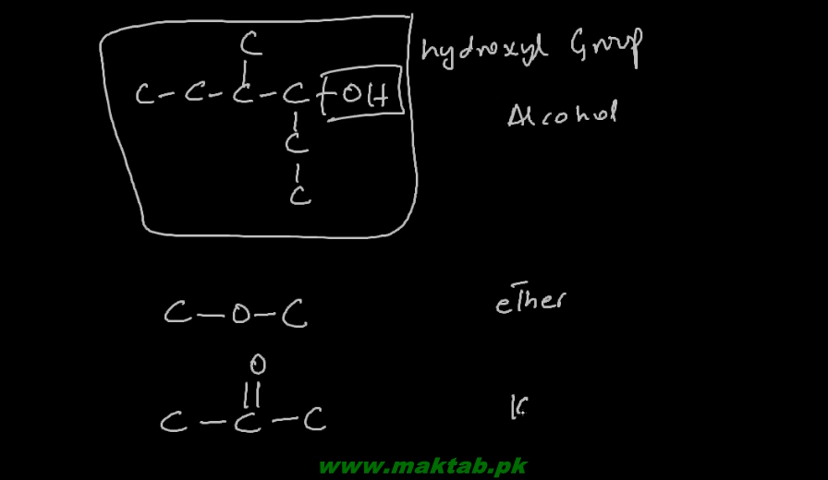 C
C-C-C-C-OH
C
C
hydroxyl Group
Alcohol
C-O-C
ether
O
C-C-C
K
www.maktab.pk